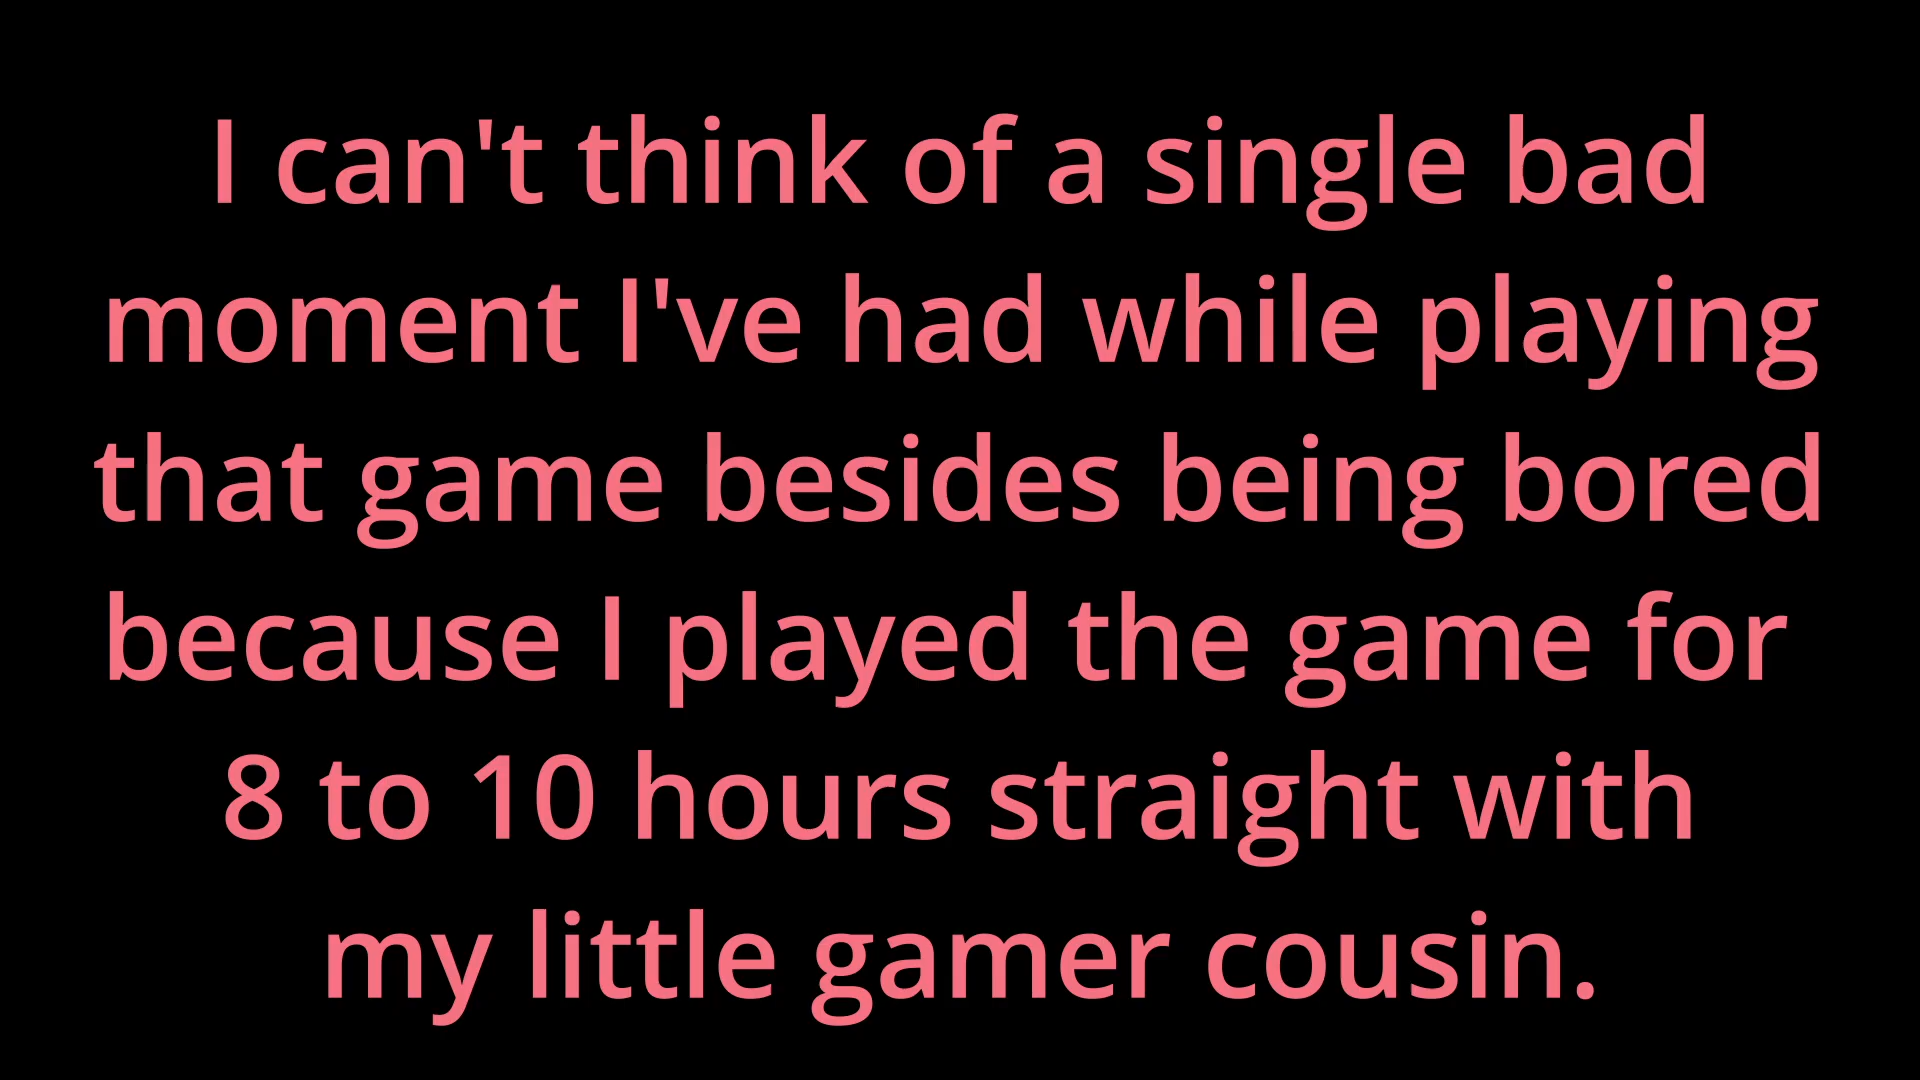 I can't think of a single bad
moment I've had while playing
that game besides being bored
because I played the game for
8 to 10 hours straight with
my little gamer cousin.